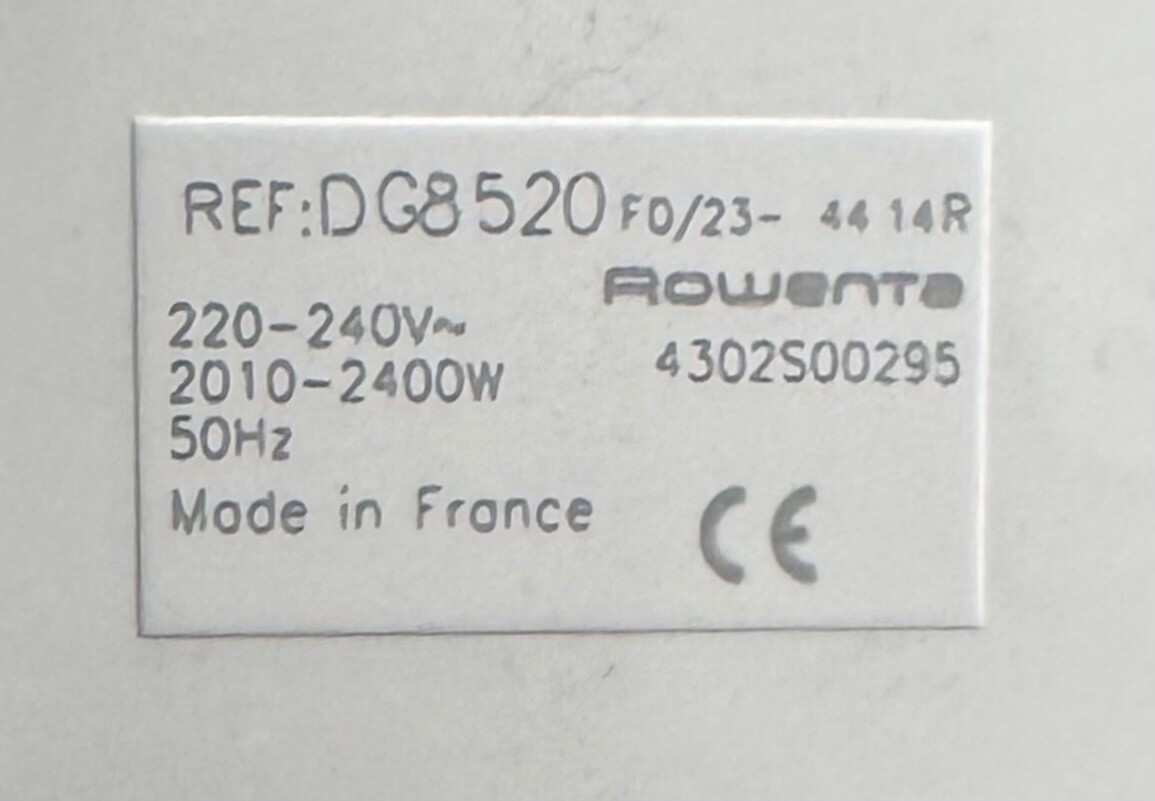 REF:DG8520 F0/23- 44 14R
Rowenta
220-240V~
4302S00295
2010-2400W
50Hz
Made in France
CE